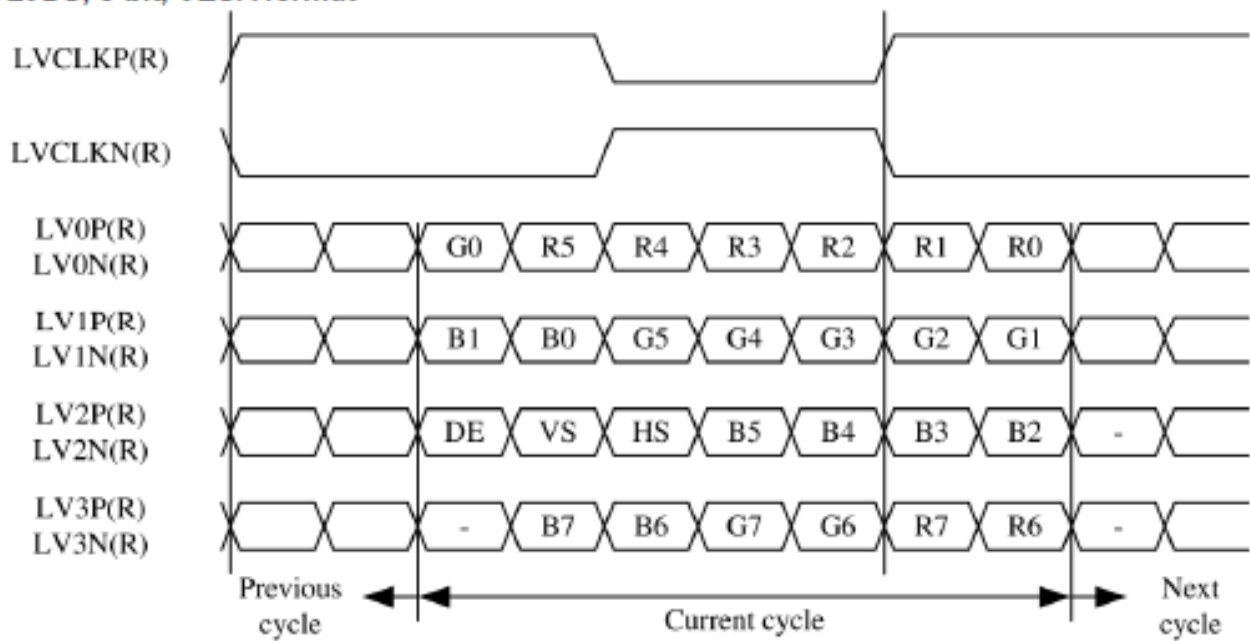 LVCLKP(R)
LVCLKN(R)
LV0P(R)
LV0N(R)
G0 R5 R4 R3 R2 R1 R0
LV1P(R)
LV1N(R)
B1 B0 G5 G4 G3 G2 G1
LV2P(R)
LV2N(R)
DE VS HS B5 B4 B3 B2 -
LV3P(R)
LV3N(R)
- B7 B6 G7 G6 R7 R6 -
Previous
cycle
Current cycle
Next
cycle